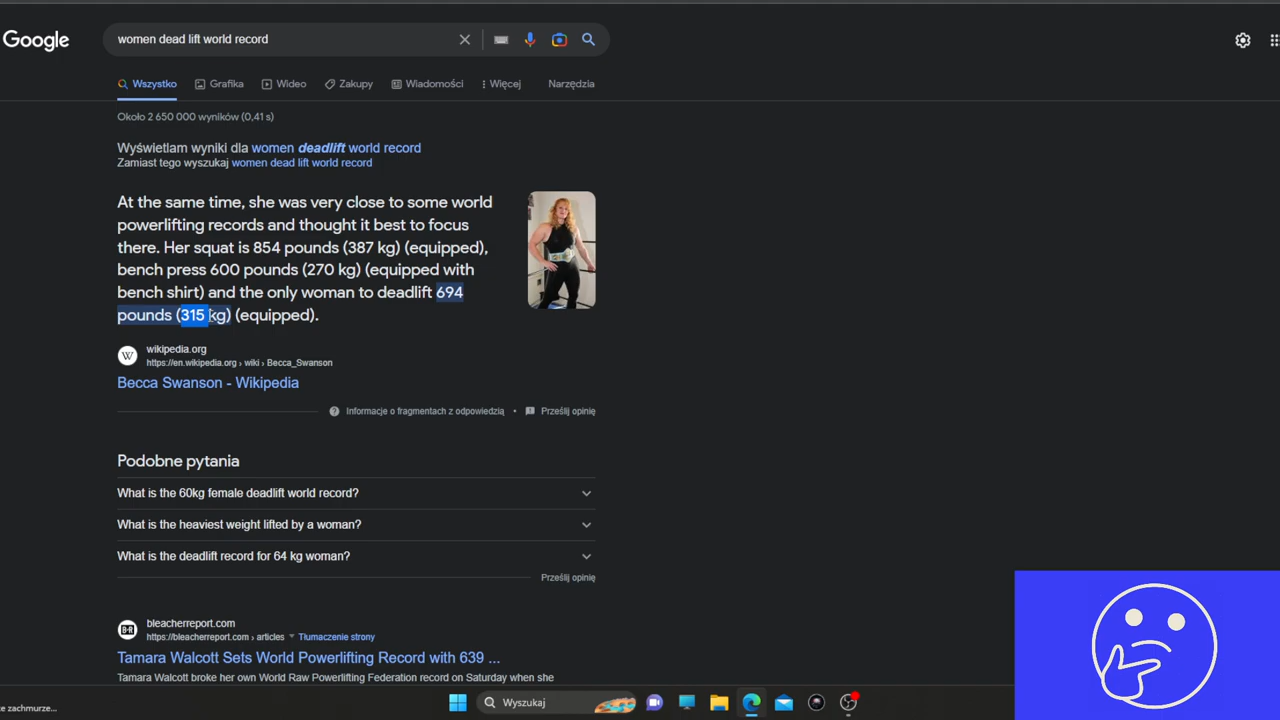 Google
women dead lift world record
Wszystko Grafika Wideo Zakupy Wiadomości Więcej Narzędzia
Około 2 650 000 wyników (0,41 s)
Wyświetlam wyniki dla women deadlift world record
Zamiast tego wyszukaj women dead lift world record
At the same time, she was very close to some world
powerlifting records and thought it best to focus
there. Her squat is 854 pounds (387 kg) (equipped),
bench press 600 pounds (270 kg) (equipped with
bench shirt) and the only woman to deadlift 694
pounds (315 kg) (equipped).
W wikipedia.org
https://en.wikipedia.org › wiki › Becca_Swanson
Becca Swanson - Wikipedia
Informacje o fragmentach z odpowiedzią • Prześlij opinię
Podobne pytania
What is the 60kg female deadlift world record?
What is the heaviest weight lifted by a woman?
What is the deadlift record for 64 kg woman?
Prześlij opinię
B/R bleacherreport.com
https://bleacherreport.com › articles Tłumaczenie strony
Tamara Walcott Sets World Powerlifting Record with 639 ...
Tamara Walcott broke her own World Raw Powerlifting Federation record on Saturday when she
ze zachmurze...
Wyszukaj